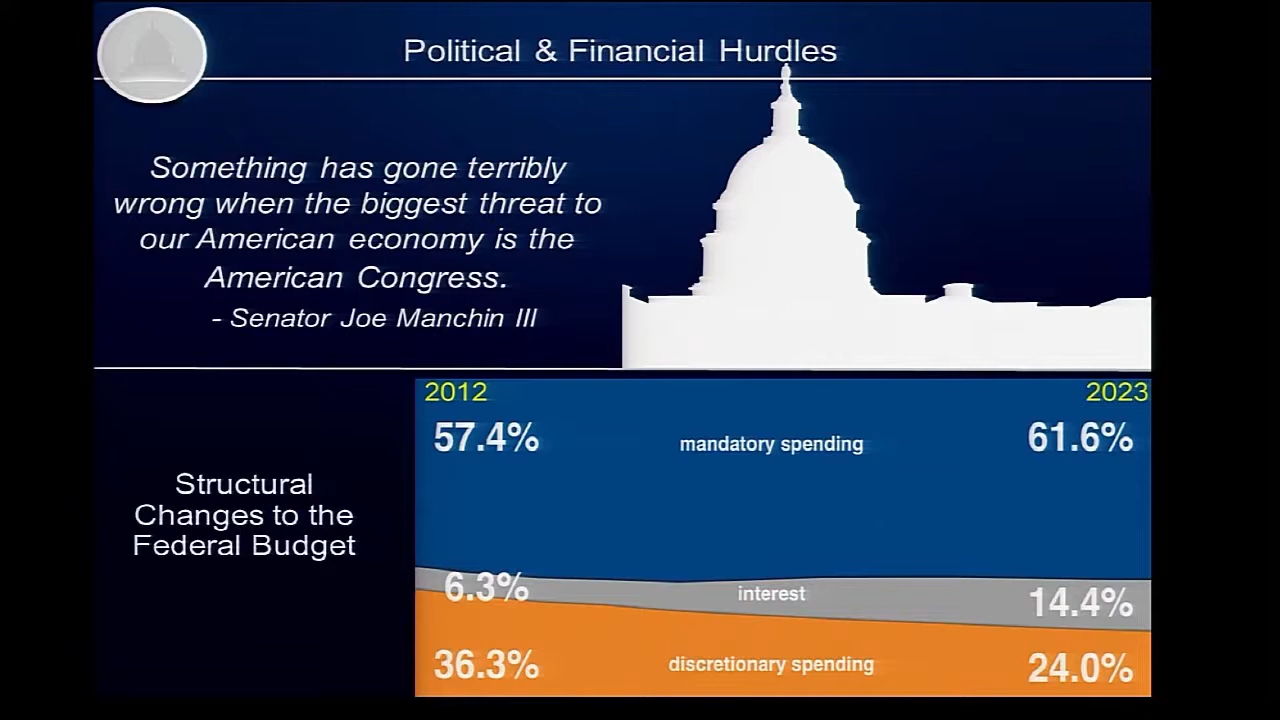 Political & Financial Hurdles
Something has gone terribly
wrong when the biggest threat to
our American economy is the
American Congress.
- Senator Joe Manchin III
Structural
Changes to the
Federal Budget
2012 2023
57.4% mandatory spending 61.6%
6.3% interest 14.4%
36.3% discretionary spending 24.0%